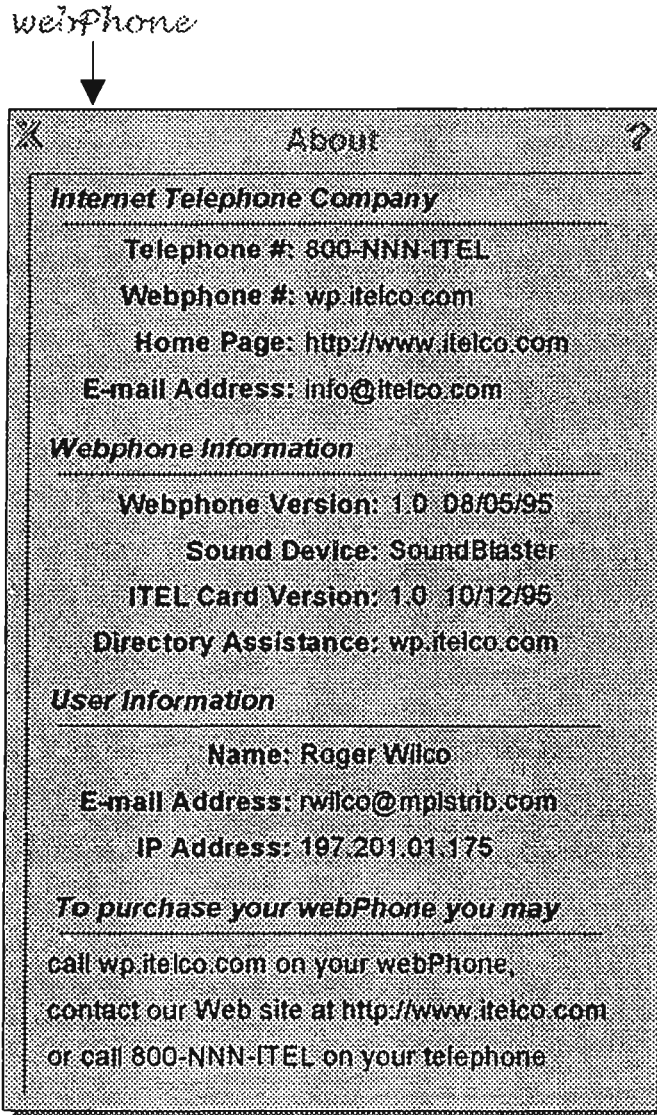 webPhone
X About ?
Internet Telephone Company
Telephone #: 800-NNN-ITEL
Webphone #: wp.itelco.com
Home Page: http://www.itelco.com
E-mail Address: info@itelco.com
Webphone Information
Webphone Version: 1.0 08/05/95
Sound Device: SoundBlaster
ITEL Card Version: 1.0 10/12/95
Directory Assistance: wp.itelco.com
User Information
Name: Roger Wilco
E-mail Address: rwilco@mpistrib.com
IP Address: 197.201.01.175
To purchase your webPhone you may
call wp.itelco.com on your webPhone,
contact our Web site at http://www.itelco.com
or call 800-NNN-ITEL on your telephone